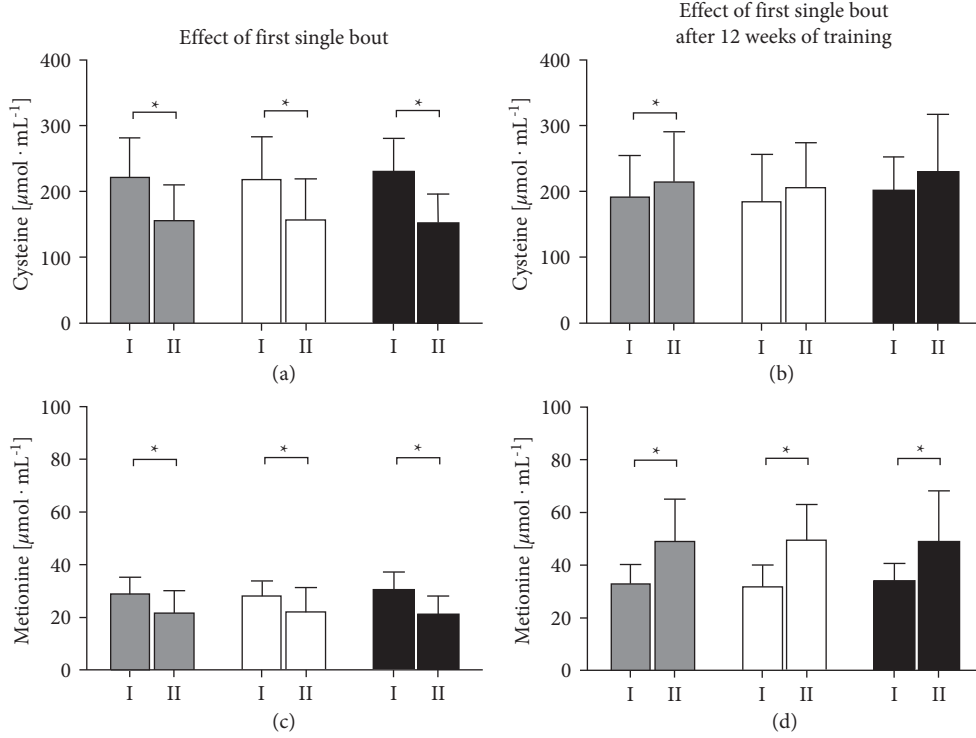 Effect of first single bout
Effect of first single bout
after 12 weeks of training
400
300
200
100
0
Cysteine [μmol · mL⁻¹]
*
*
*
I II I II I II
(a)
400
300
200
100
0
Cysteine [μmol · mL⁻¹]
*
I II I II I II
(b)
100
80
60
40
20
0
Metionine [μmol · mL⁻¹]
*
*
*
I II I II I II
(c)
100
80
60
40
20
0
Metionine [μmol · mL⁻¹]
*
*
*
I II I II I II
(d)